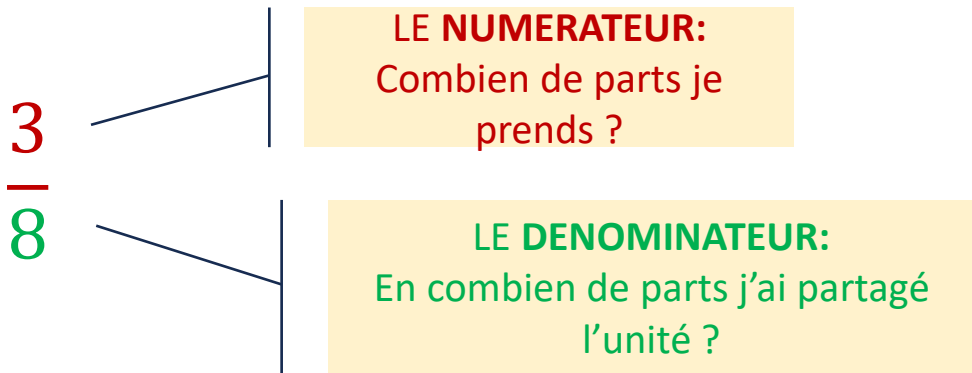 LE NUMERATEUR:
Combien de parts je
prends ?
3
8
LE DENOMINATEUR:
En combien de parts j’ai partagé
l’unité ?